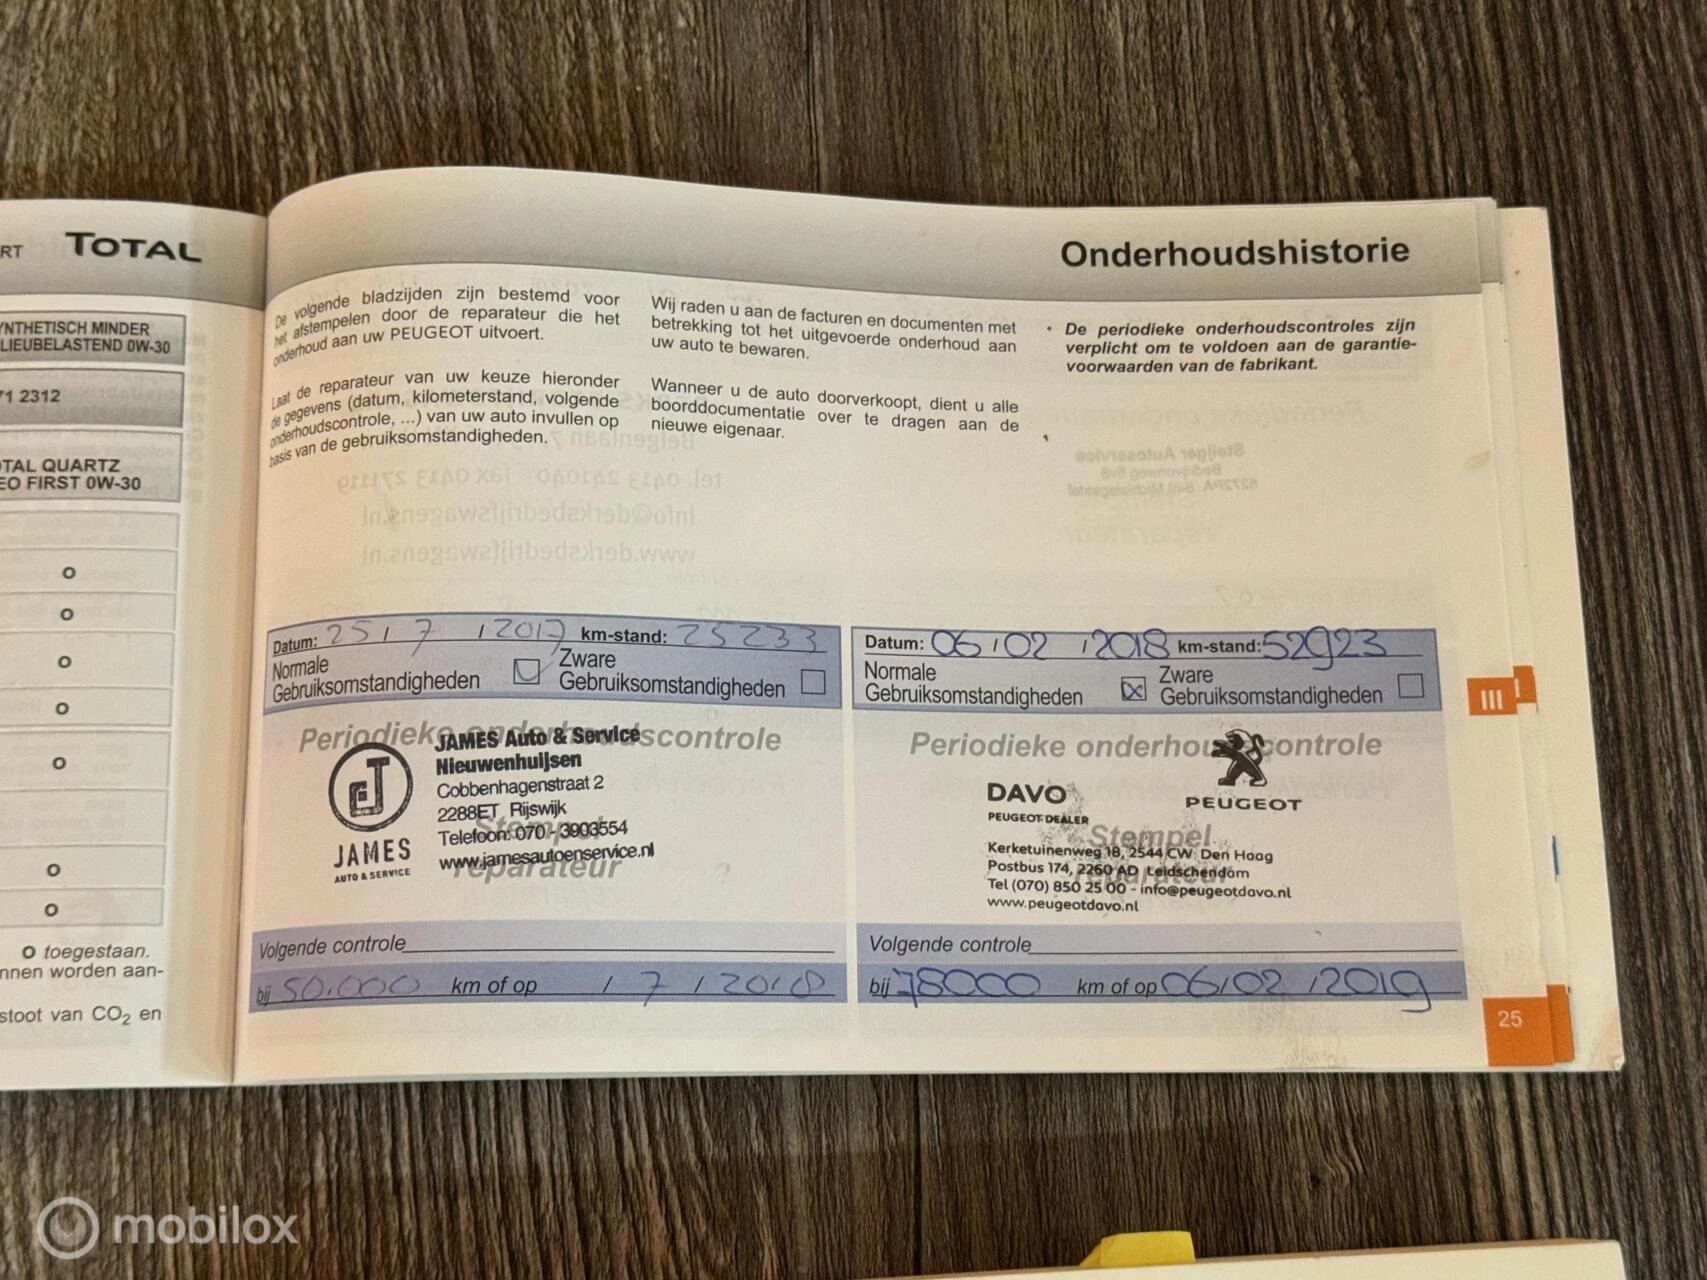 RT TOTAL
YNTHETISCH MINDER
LIEUBELASTEND 0W-30
71 2312
OTAL QUARTZ
EO FIRST 0W-30
o
o
o
o
o
o
o
o toegestaan.
nnen worden aan-
stoot van CO2 en
Onderhoudshistorie
De volgende bladzijden zijn bestemd voor
het afstempelen door de reparateur die het
onderhoud aan uw PEUGEOT uitvoert.
Laat de reparateur van uw keuze hieronder
de gegevens (datum, kilometerstand, volgende
onderhoudscontrole, ...) van uw auto invullen op
basis van de gebruiksomstandigheden.
Wij raden u aan de facturen en documenten met
betrekking tot het uitgevoerde onderhoud aan
uw auto te bewaren.
Wanneer u de auto doorverkoopt, dient u alle
boorddocumentatie over te dragen aan de
nieuwe eigenaar.
• De periodieke onderhoudscontroles zijn
verplicht om te voldoen aan de garantie-
voorwaarden van de fabrikant.
Datum: 25 / 7 / 2017 km-stand: 25233
Normale
Gebruiksomstandigheden
Zware
Gebruiksomstandigheden
Periodieke onderhoudscontrole
JAMES Auto & Service
Nieuwenhuijsen
Cobbenhagenstraat 2
2288ET Rijswijk
Telefoon: 070 - 3903554
www.jamesautoenservice.nl
JAMES
AUTO & SERVICE
Stempel
reparateur
Volgende controle
bij 50.000 km of op / 7 / 2018
Datum: 06 / 02 / 2018 km-stand: 52923
Normale
Gebruiksomstandigheden
Zware
Gebruiksomstandigheden
Periodieke onderhoudscontrole
PEUGEOT
DAVO
PEUGEOT DEALER
Stempel
reparateur
Kerketuinenweg 18, 2544 CW Den Haag
Postbus 174, 2260 AD Leidschendam
Tel (070) 850 25 00 - info@peugeotdavo.nl
www.peugeotdavo.nl
Volgende controle
bij 78000 km of op 06 / 02 / 2019
III
25
mobilox